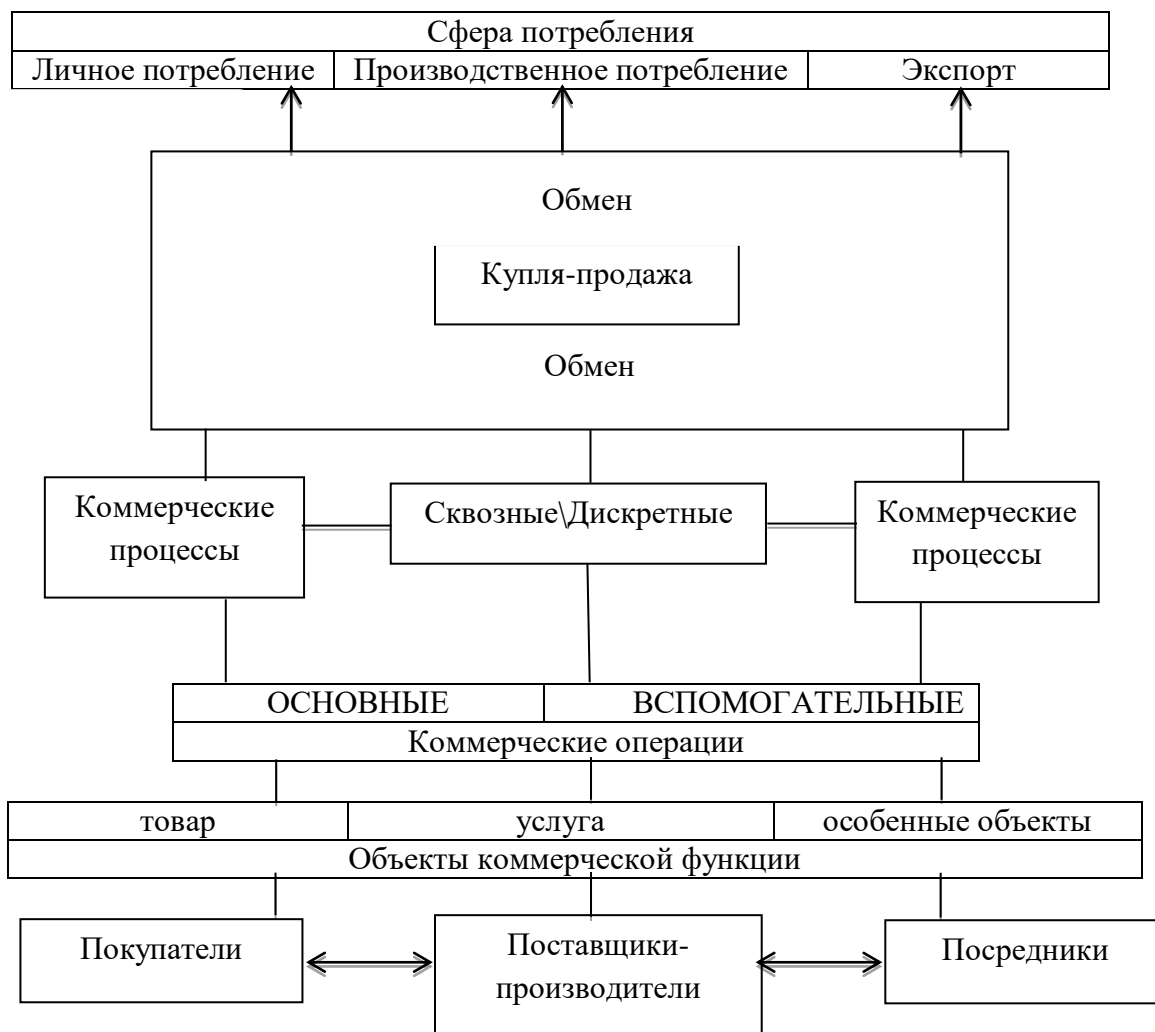 Сфера потребления
Личное потребление
Производственное потребление
Экспорт
Обмен
Купля-продажа
Обмен
Коммерческие
процессы
Сквозные\Дискретные
Коммерческие
процессы
ОСНОВНЫЕ
ВСПОМОГАТЕЛЬНЫЕ
Коммерческие операции
товар
услуга
особенные объекты
Объекты коммерческой функции
Покупатели
Поставщики-
производители
Посредники